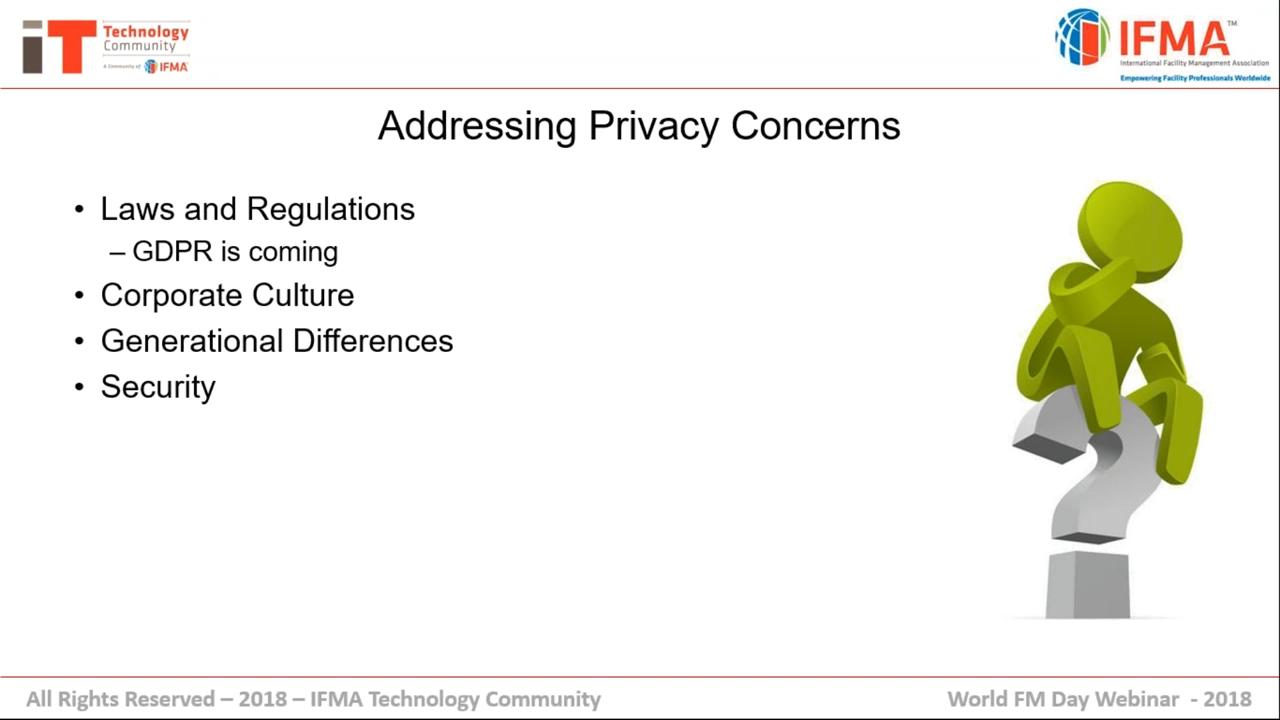 iT Technology
Community
A Community of IFMA
IFMA™
International Facility Management Association
Empowering Facility Professionals Worldwide
Addressing Privacy Concerns
• Laws and Regulations
– GDPR is coming
• Corporate Culture
• Generational Differences
• Security
All Rights Reserved – 2018 – IFMA Technology Community
World FM Day Webinar - 2018